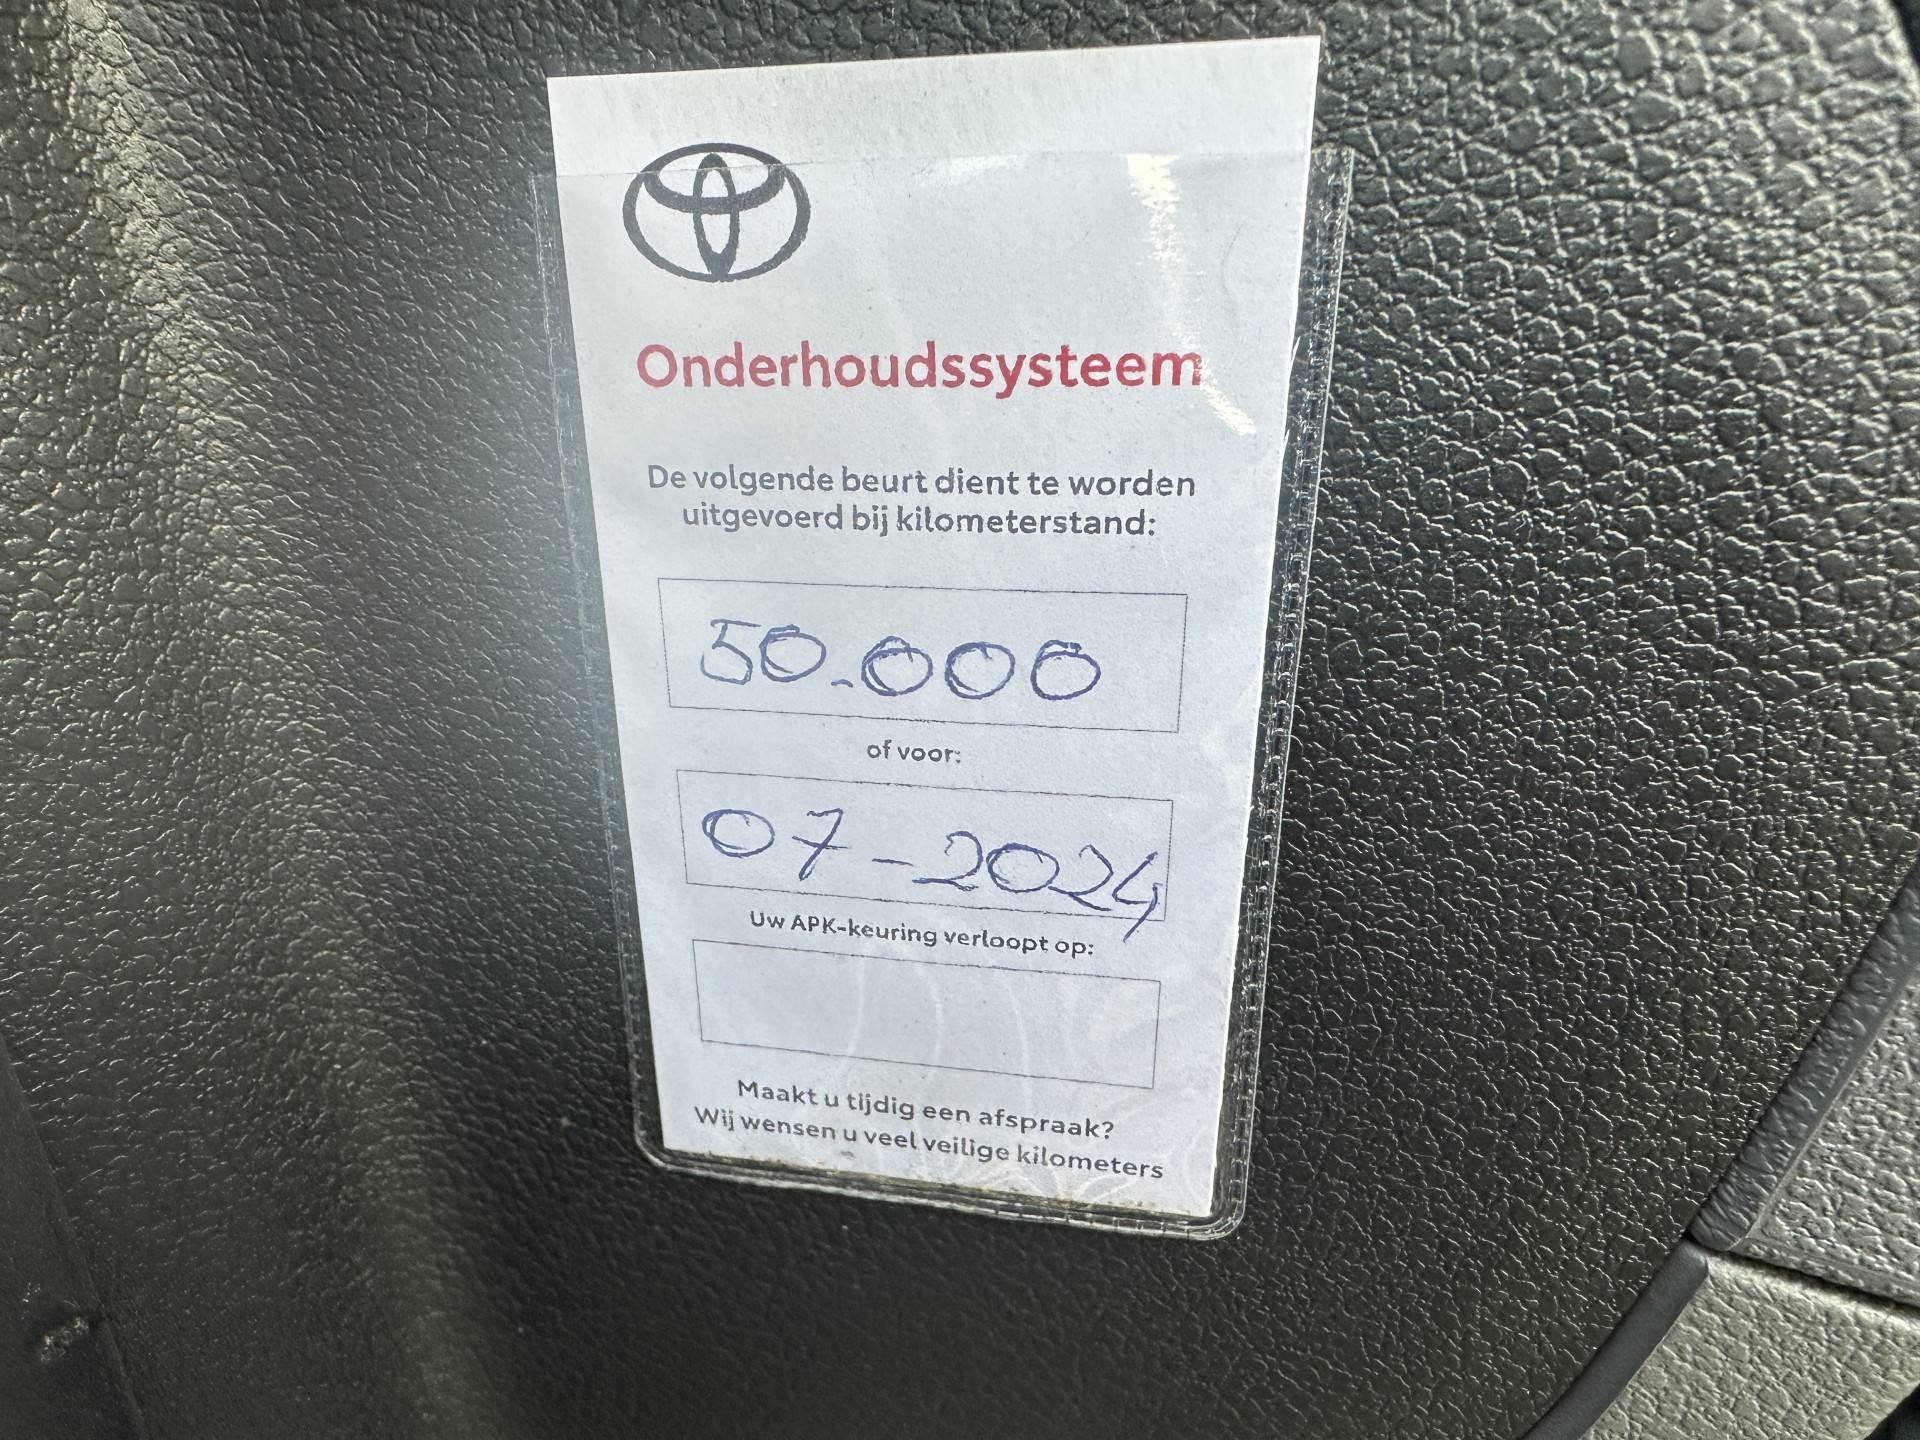 Onderhoudssysteem
De volgende beurt dient te worden
uitgevoerd bij kilometerstand:
50.000
of voor:
07-2024
Uw APK-keuring verloopt op:
Maakt u tijdig een afspraak?
Wij wensen u veel veilige kilometers